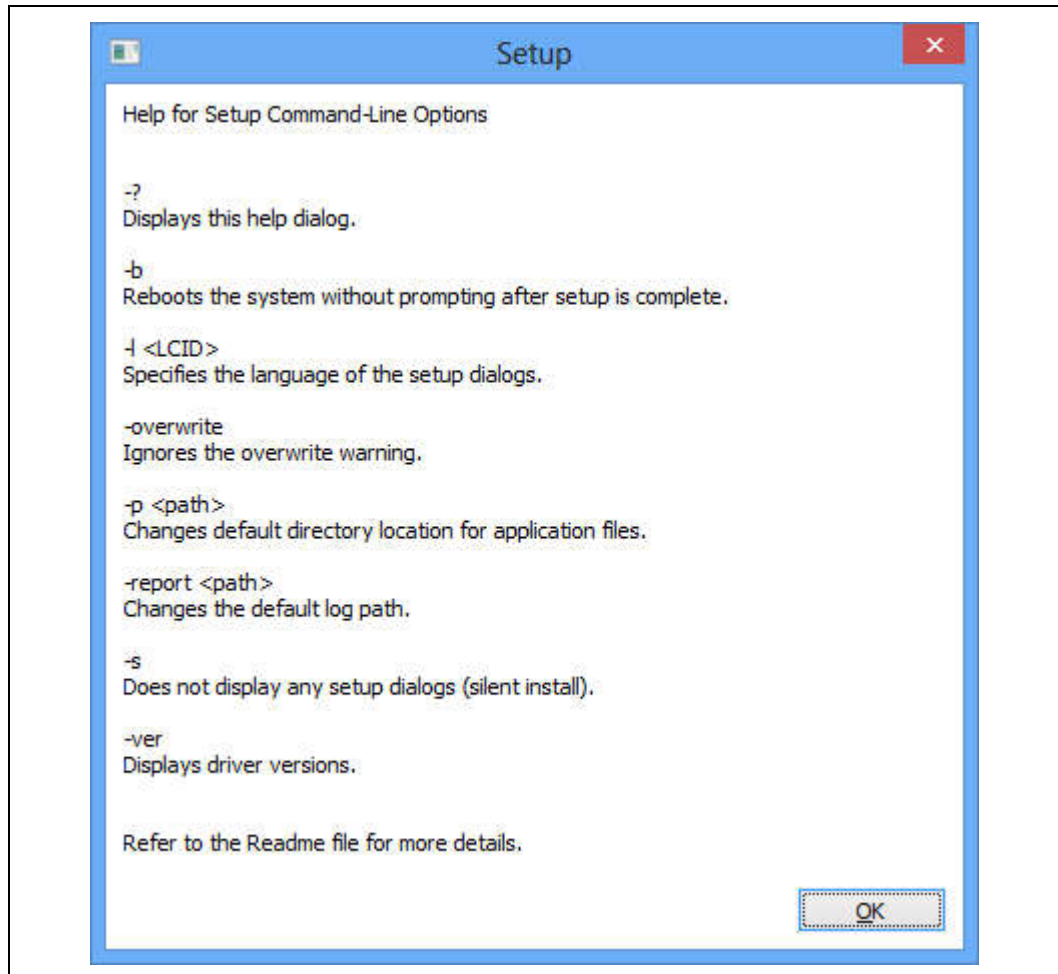 Setup
Help for Setup Command-Line Options
-?
Displays this help dialog.
-b
Reboots the system without prompting after setup is complete.
-l <LCID>
Specifies the language of the setup dialogs.
-overwrite
Ignores the overwrite warning.
-p <path>
Changes default directory location for application files.
-report <path>
Changes the default log path.
-s
Does not display any setup dialogs (silent install).
-ver
Displays driver versions.
Refer to the Readme file for more details.
OK